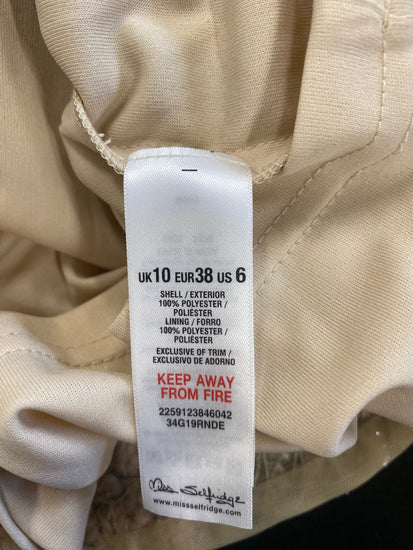 UK10 EUR38 US 6
SHELL / EXTERIOR
100% POLYESTER /
POLIÉSTER
LINING / FORRO
100% POLYESTER /
POLIÉSTER
EXCLUSIVE OF TRIM /
EXCLUSIVO DE ADORNO
KEEP AWAY
FROM FIRE
2259123846042
34G19RNDE
Miss Selfridge
www.missselfridge.com